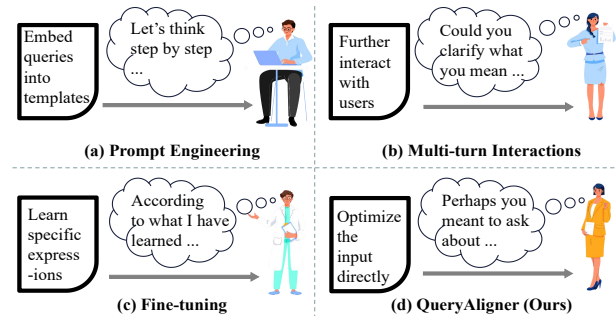 Embed
queries
into
templates
Let's think
step by step
...
(a) Prompt Engineering
Further
interact
with
users
Could you
clarify what
you mean ...
(b) Multi-turn Interactions
Learn
specific
express
-ions
According
to what I have
learned ...
(c) Fine-tuning
Optimize
the
input
directly
Perhaps you
meant to ask
about ...
(d) QueryAligner (Ours)